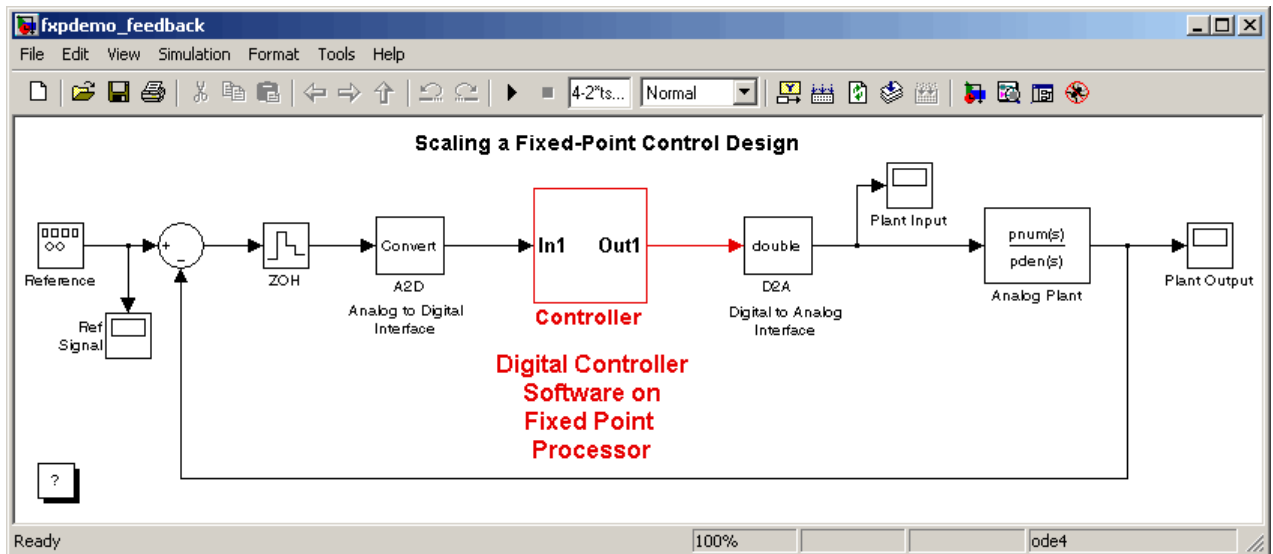 fxpdemo_feedback
File Edit View Simulation Format Tools Help
4-2*ts... Normal
Scaling a Fixed-Point Control Design
Reference
Ref
Signal
+
−
ZOH
Convert
A2D
Analog to Digital
Interface
In1 Out1
Controller
Digital Controller
Software on
Fixed Point
Processor
double
D2A
Digital to Analog
Interface
Plant Input
pnum(s)
pden(s)
Analog Plant
Plant Output
?
Ready 100% ode4